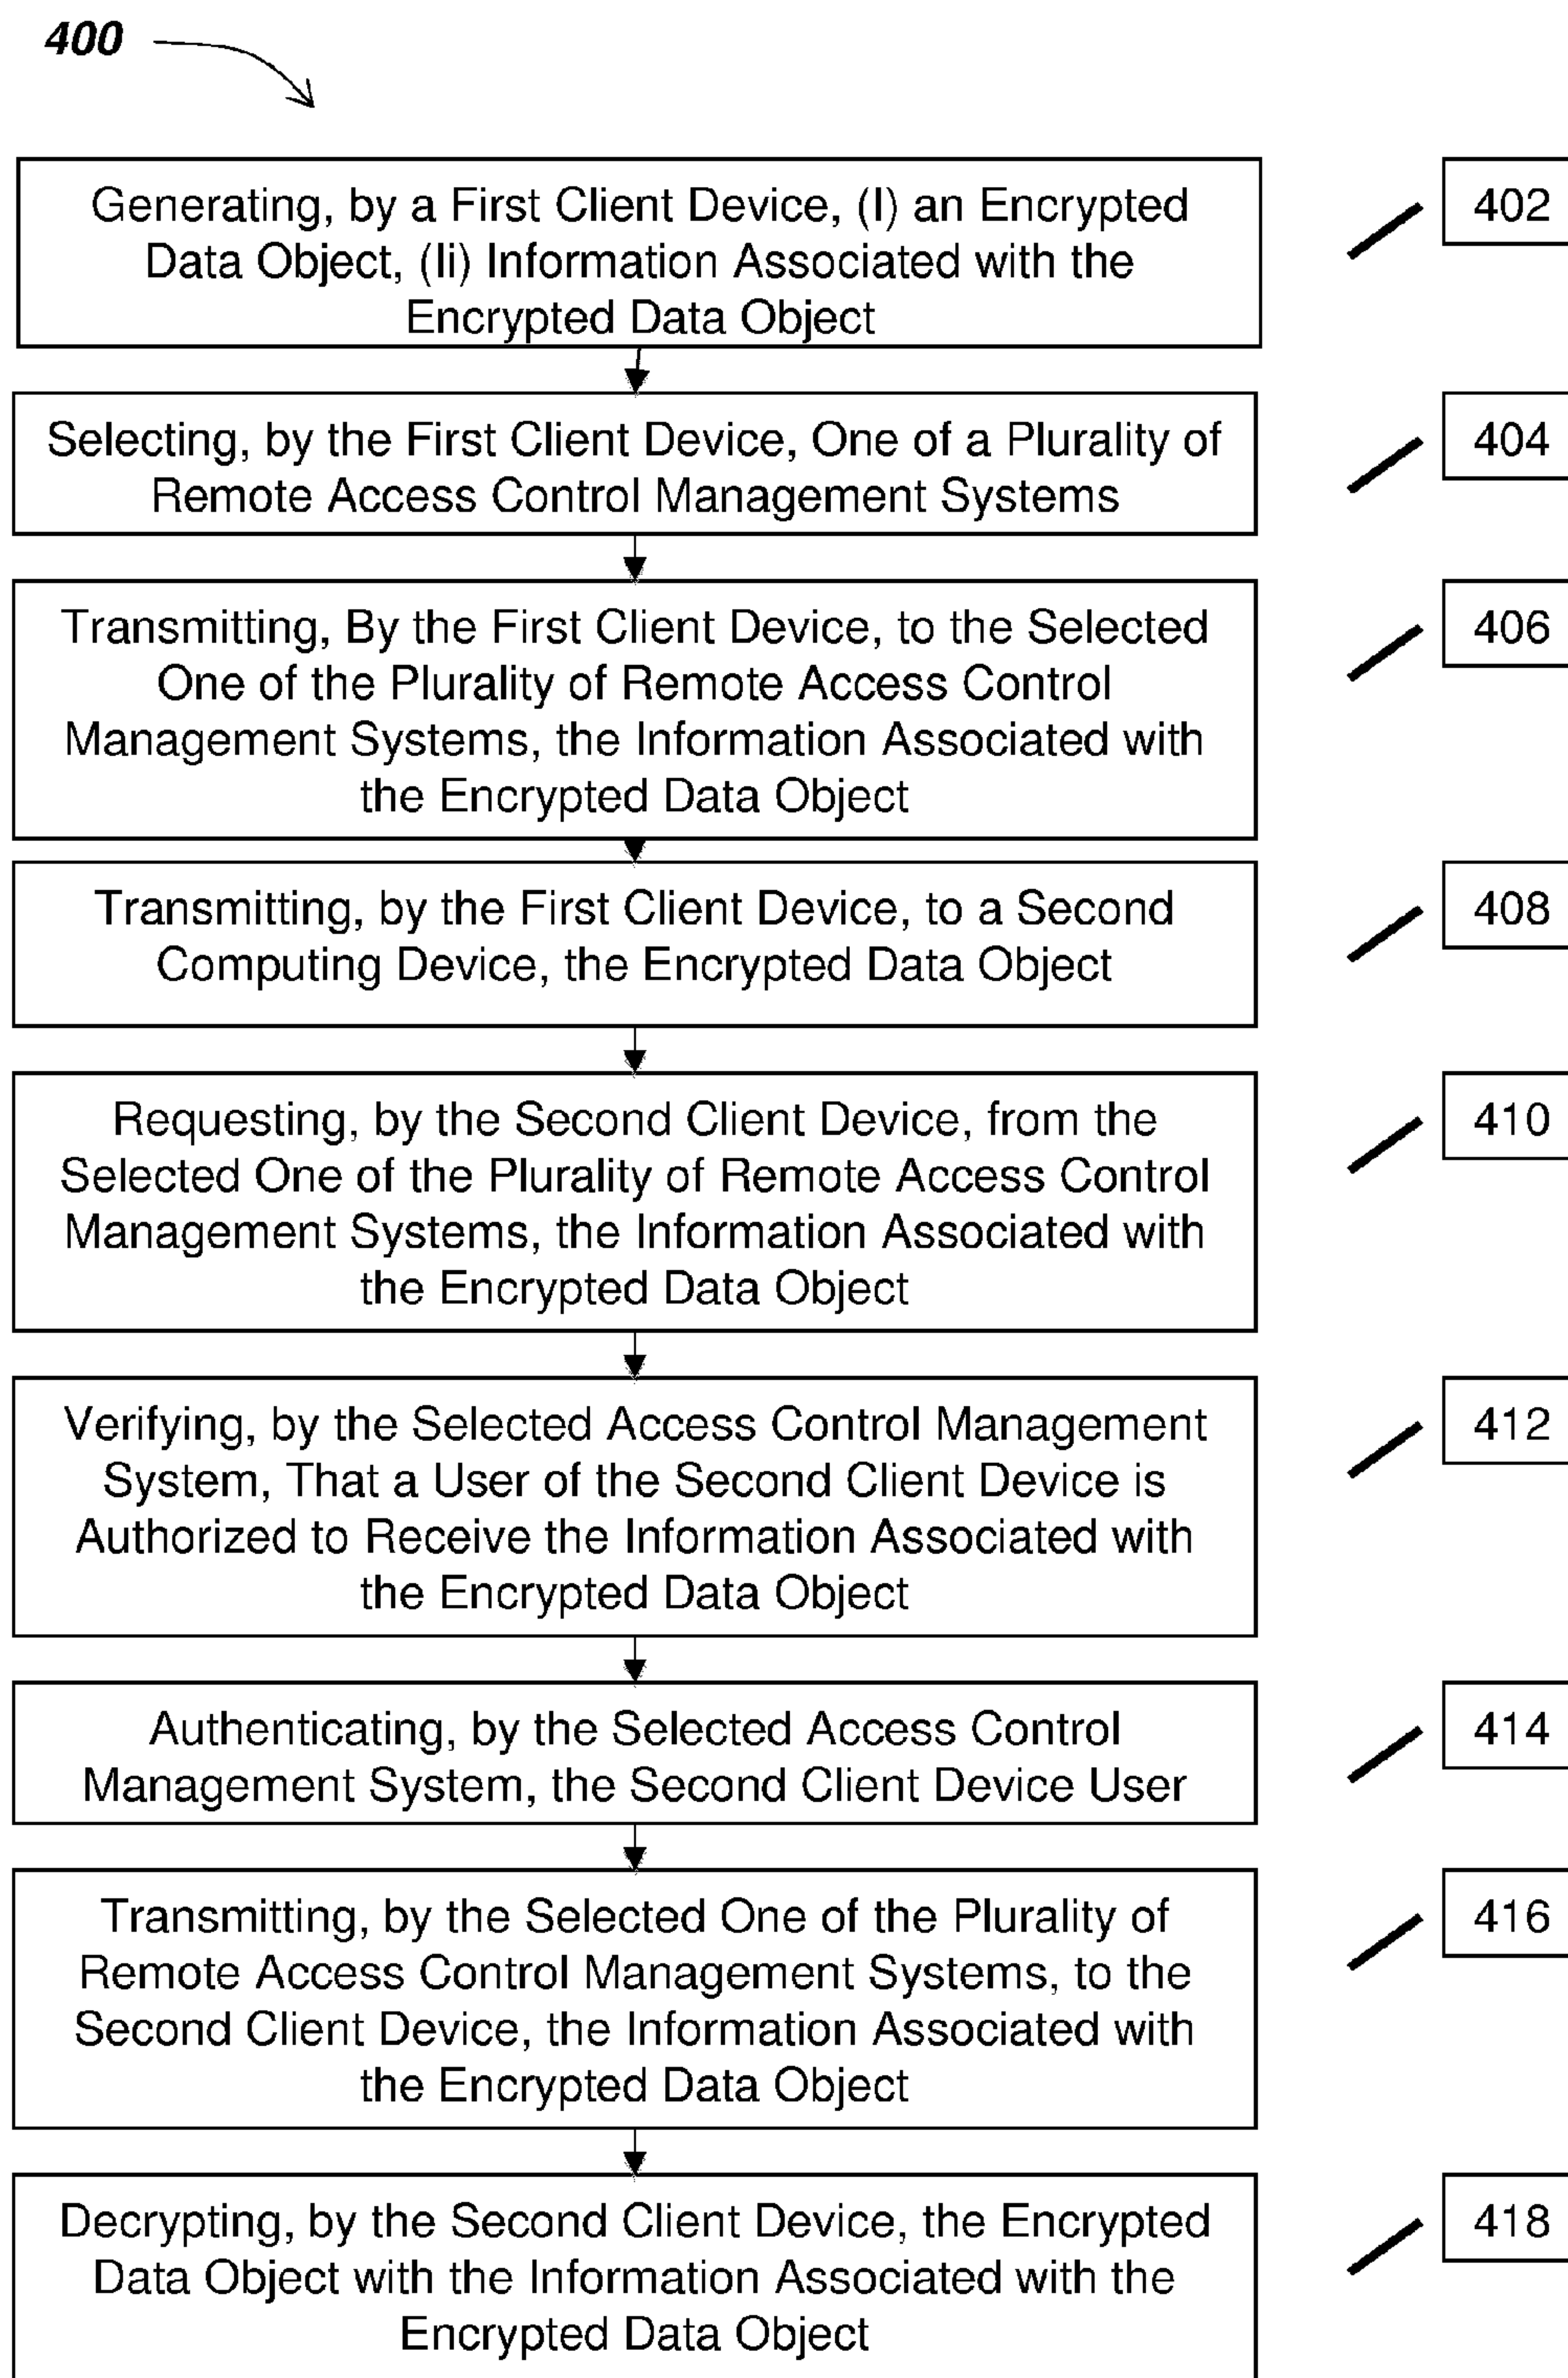 400
Generating, by a First Client Device, (I) an Encrypted
Data Object, (Ii) Information Associated with the
Encrypted Data Object
402
Selecting, by the First Client Device, One of a Plurality of
Remote Access Control Management Systems
404
Transmitting, By the First Client Device, to the Selected
One of the Plurality of Remote Access Control
Management Systems, the Information Associated with
the Encrypted Data Object
406
Transmitting, by the First Client Device, to a Second
Computing Device, the Encrypted Data Object
408
Requesting, by the Second Client Device, from the
Selected One of the Plurality of Remote Access Control
Management Systems, the Information Associated with
the Encrypted Data Object
410
Verifying, by the Selected Access Control Management
System, That a User of the Second Client Device is
Authorized to Receive the Information Associated with
the Encrypted Data Object
412
Authenticating, by the Selected Access Control
Management System, the Second Client Device User
414
Transmitting, by the Selected One of the Plurality of
Remote Access Control Management Systems, to the
Second Client Device, the Information Associated with
the Encrypted Data Object
416
Decrypting, by the Second Client Device, the Encrypted
Data Object with the Information Associated with the
Encrypted Data Object
418